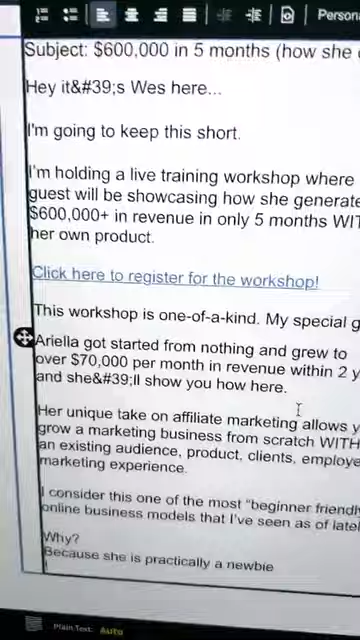 Persona
Subject: $600,000 in 5 months (how she
Hey it&#39;s Wes here...
I'm going to keep this short.
I'm holding a live training workshop where
guest will be showcasing how she generate
$600,000+ in revenue in only 5 months WIT
her own product.
Click here to register for the workshop!
This workshop is one-of-a-kind. My special g
Ariella got started from nothing and grew to
over $70,000 per month in revenue within 2 y
and she&#39;ll show you how here.
Her unique take on affiliate marketing allows y
grow a marketing business from scratch WITH
an existing audience, product, clients, employe
marketing experience.
I consider this one of the most "beginner friendly
online business models that I've seen as of latel
Why?
Because she is practically a newbie
Plain Text: Auto